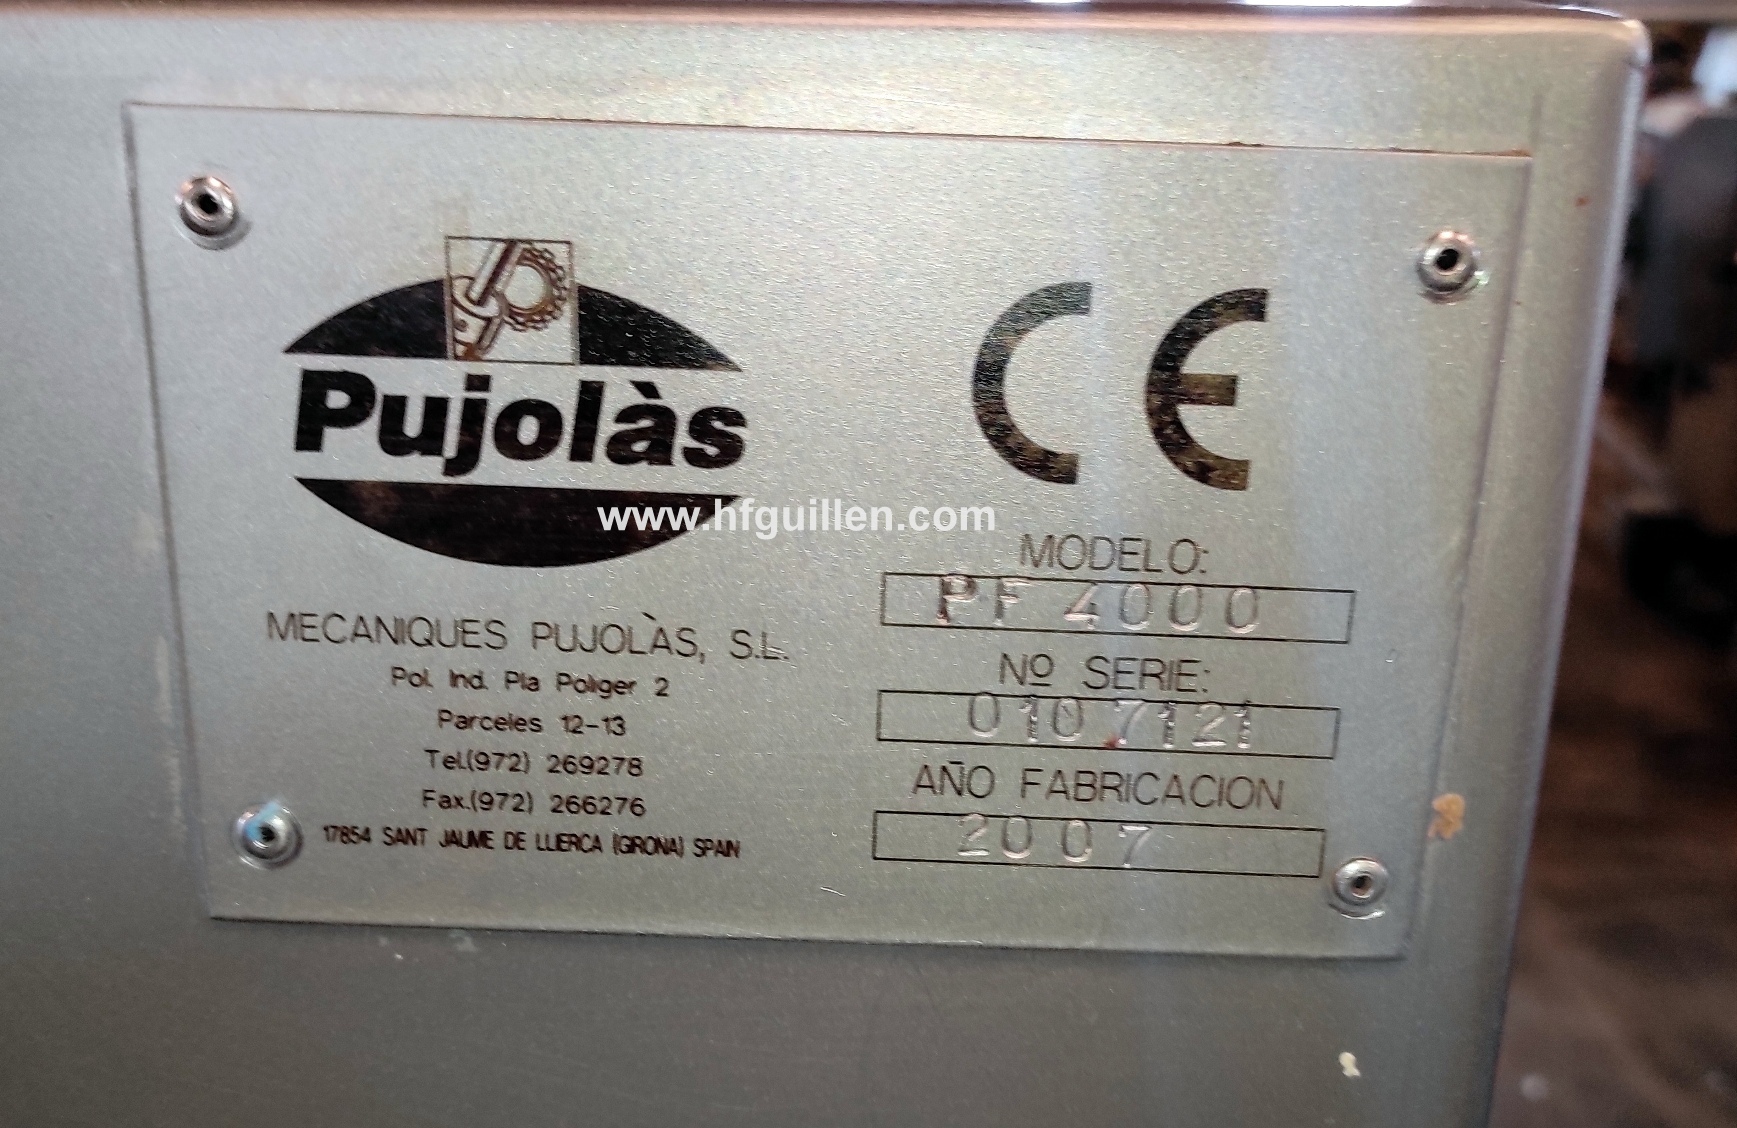 Pujolàs
MECANIQUES PUJOLÀS, S.L.
Pol. Ind. Pla Poliger 2
Parceles 12-13
Tel.(972) 269278
Fax.(972) 266276
17854 SANT JAUME DE LLIERCA (GIRONA) SPAIN
CE
www.hfguillen.com
MODELO:
PF 4000
Nº SERIE:
0107121
AÑO FABRICACION
2007